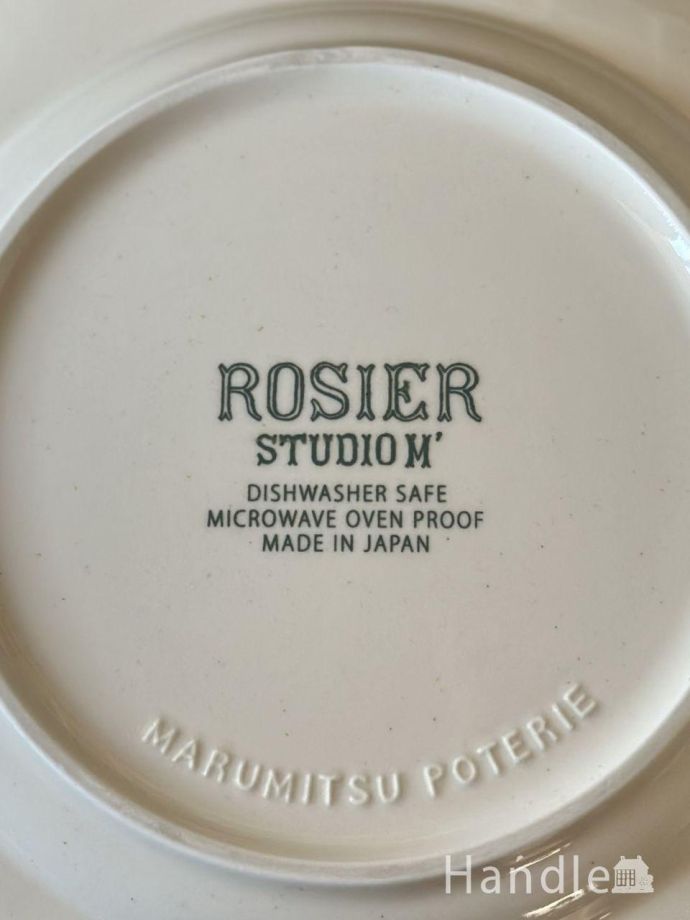 ROSIER
STUDIO M'
DISHWASHER SAFE
MICROWAVE OVEN PROOF
MADE IN JAPAN
MARUMITSU POTERIE
Handle